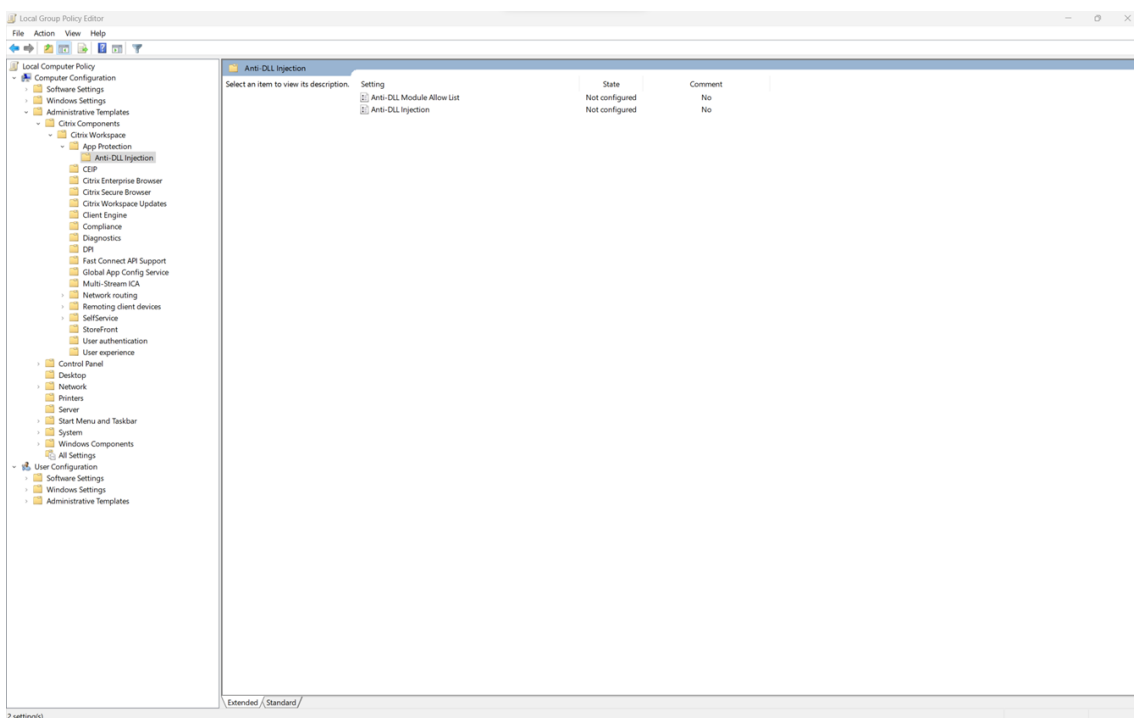 Local Group Policy Editor
File Action View Help
Local Computer Policy
Computer Configuration
Software Settings
Windows Settings
Administrative Templates
Citrix Components
Citrix Workspace
App Protection
Anti-DLL Injection
CEIP
Citrix Enterprise Browser
Citrix Secure Browser
Citrix Workspace Updates
Client Engine
Compliance
Diagnostics
DPI
Fast Connect API Support
Global App Config Service
Multi-Stream ICA
Network routing
Remoting client devices
SelfService
StoreFront
User authentication
User experience
Control Panel
Desktop
Network
Printers
Server
Start Menu and Taskbar
System
Windows Components
All Settings
User Configuration
Software Settings
Windows Settings
Administrative Templates
Anti-DLL Injection
Select an item to view its description.
Setting State Comment
Anti-DLL Module Allow List Not configured No
Anti-DLL Injection Not configured No
Extended Standard
2 setting(s)